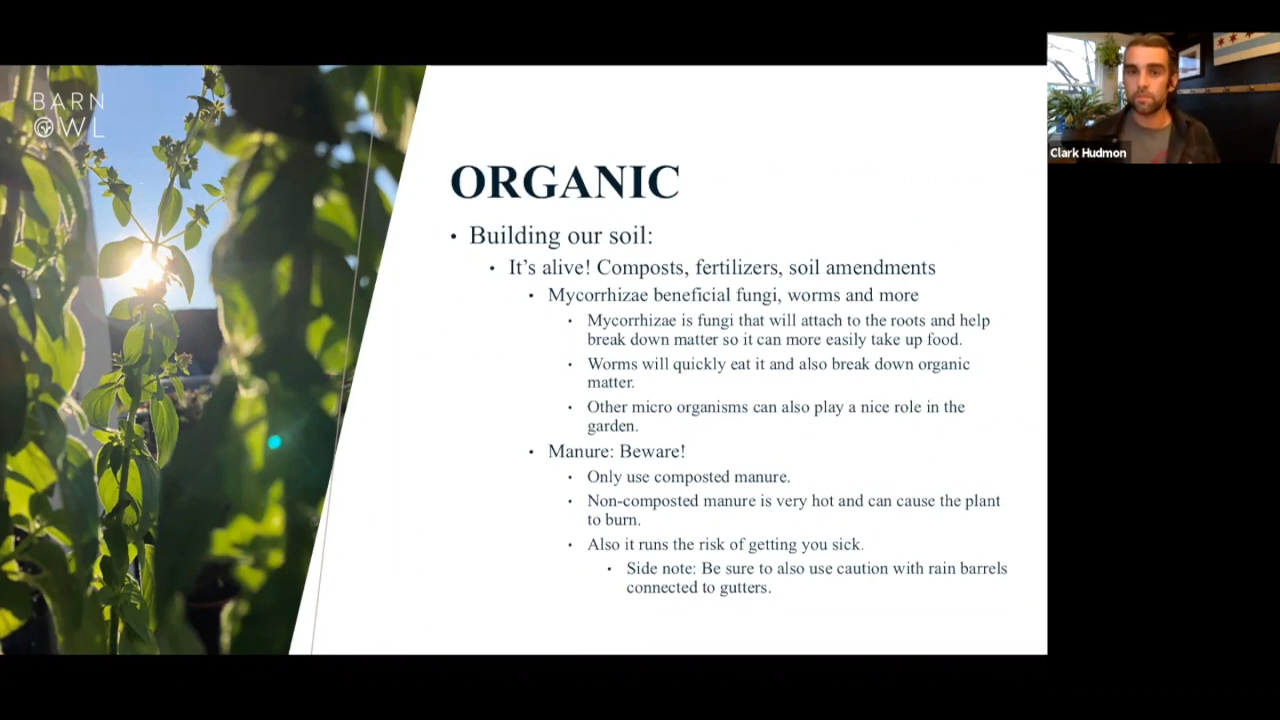 BARN
OWL
Clark Hudmon
ORGANIC
• Building our soil:
• It's alive! Composts, fertilizers, soil amendments
• Mycorrhizae beneficial fungi, worms and more
• Mycorrhizae is fungi that will attach to the roots and help
break down matter so it can more easily take up food.
• Worms will quickly eat it and also break down organic
matter.
• Other micro organisms can also play a nice role in the
garden.
• Manure: Beware!
• Only use composted manure.
• Non-composted manure is very hot and can cause the plant
to burn.
• Also it runs the risk of getting you sick.
• Side note: Be sure to also use caution with rain barrels
connected to gutters.